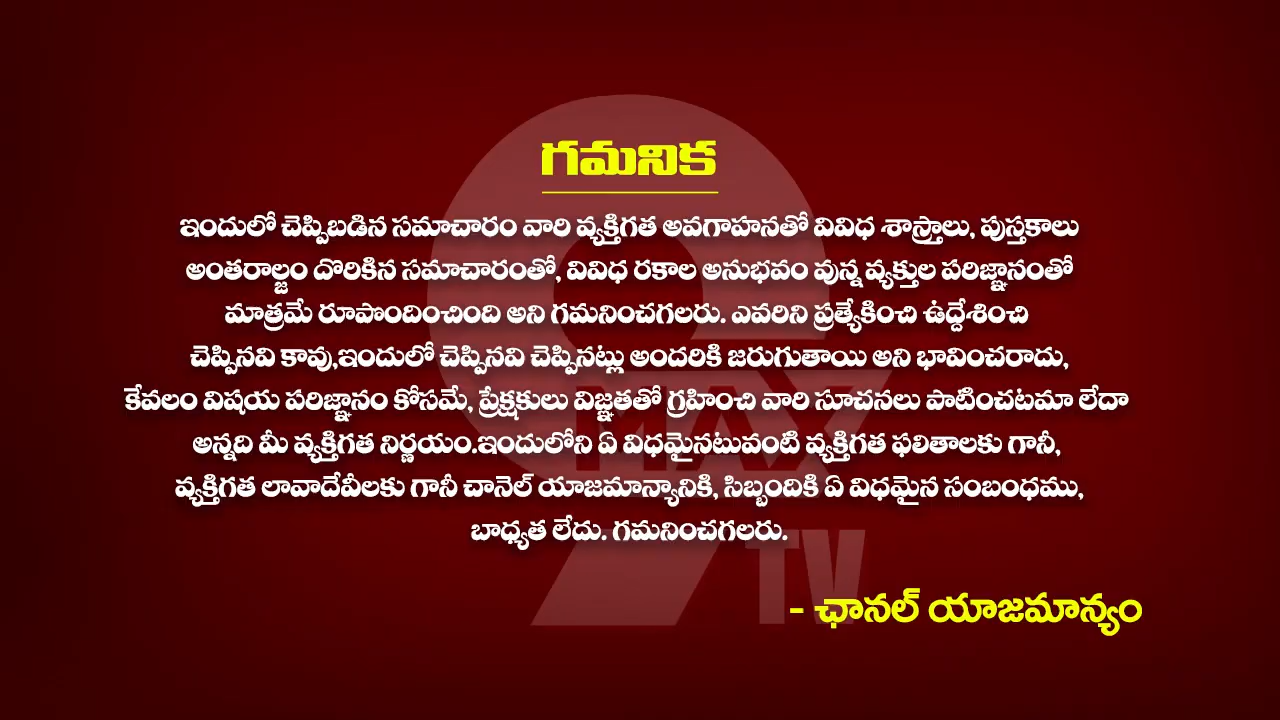 గమనిక
ఇందులో చెప్పిబడిన సమాచారం వారి వ్యక్తిగత అవగాహనతో వివిధ శాస్త్రాలు, పుస్తకాలు
అంతరాల్జం దొరికిన సమాచారంతో, వివిధ రకాల అనుభవం వున్న వ్యక్తుల పరిజ్ఞానంతో
మాత్రమే రూపొందించింది అని గమనించగలరు. ఎవరిని ప్రత్యేకించి ఉద్దేశించి
చెప్పినవి కావు,ఇందులో చెప్పినవి చెప్పినట్లు అందరికి జరుగుతాయి అని భావించరాదు,
కేవలం విషయ పరిజ్ఞానం కోసమే, ప్రేక్షకులు విజ్ఞతతో గ్రహించి వారి సూచనలు పాటించటమా లేదా
అన్నది మీ వ్యక్తిగత నిర్ణయం.ఇందులోని ఏ విధమైనటువంటి వ్యక్తిగత ఫలితాలకు గానీ,
వ్యక్తిగత లావాదేవీలకు గానీ చానెల్ యాజమాన్యానికి, సిబ్బందికి ఏ విధమైన సంబంధము,
బాధ్యత లేదు. గమనించగలరు.
- ఛానల్ యాజమాన్యం
9
MAX
TV